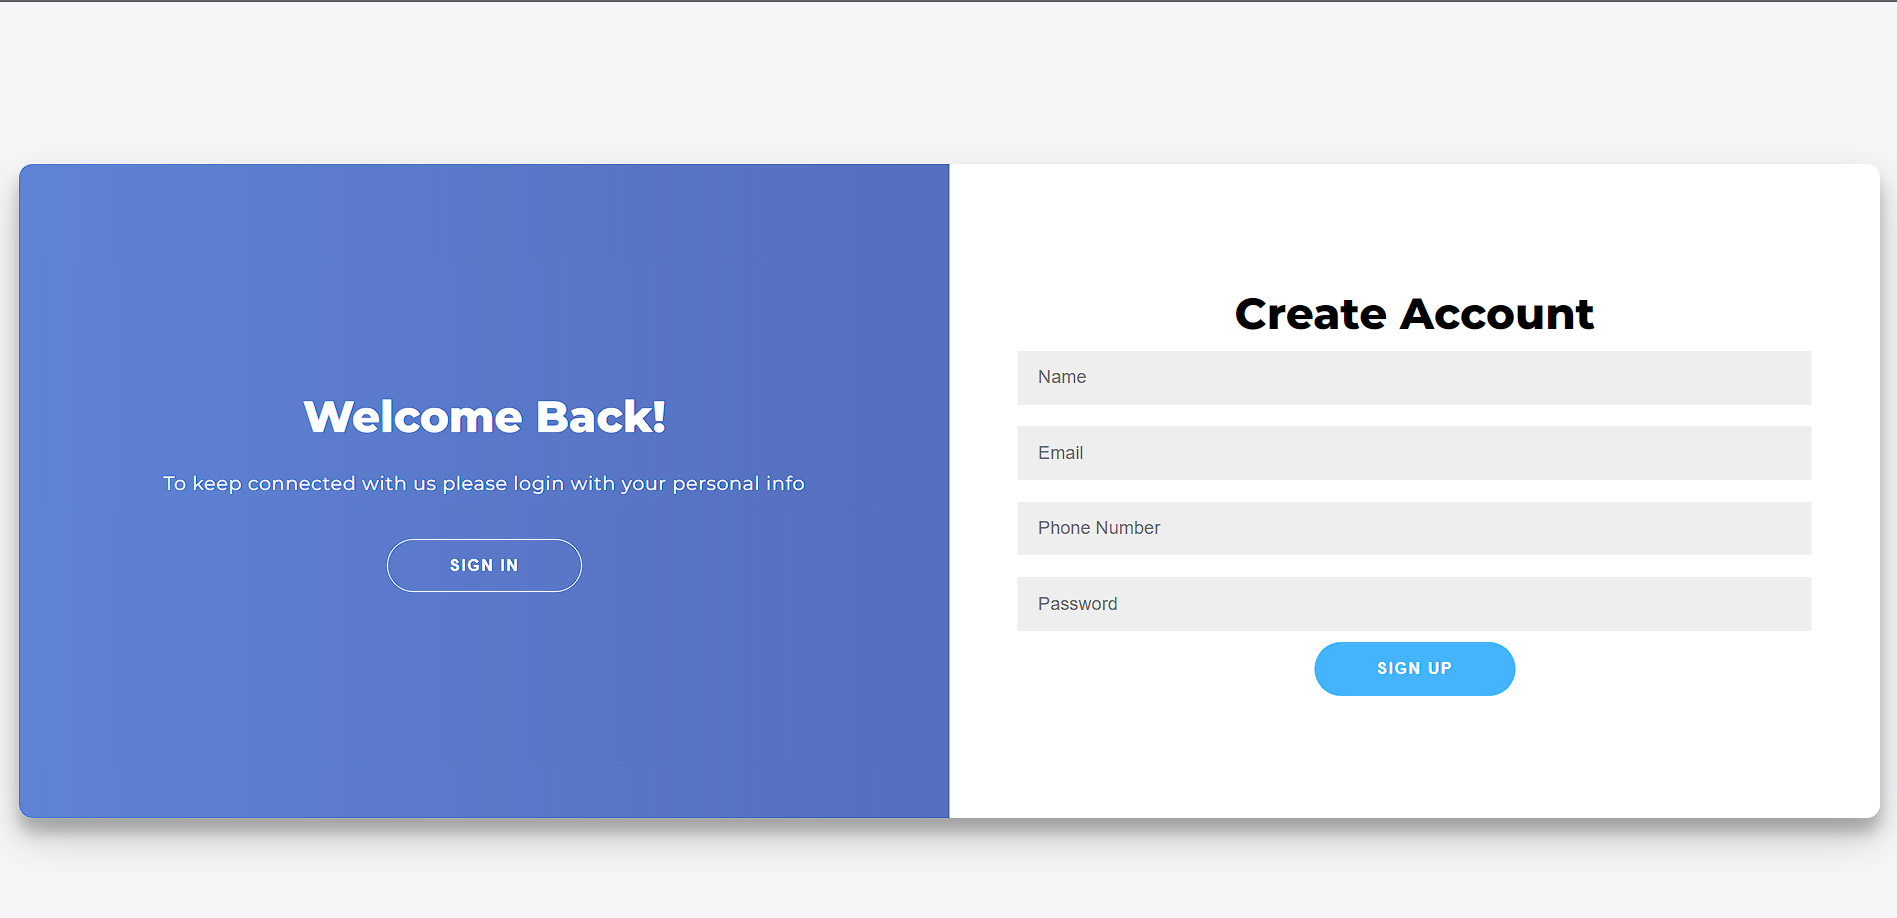 Welcome Back!
To keep connected with us please login with your personal info
SIGN IN
Create Account
Name
Email
Phone Number
Password
SIGN UP